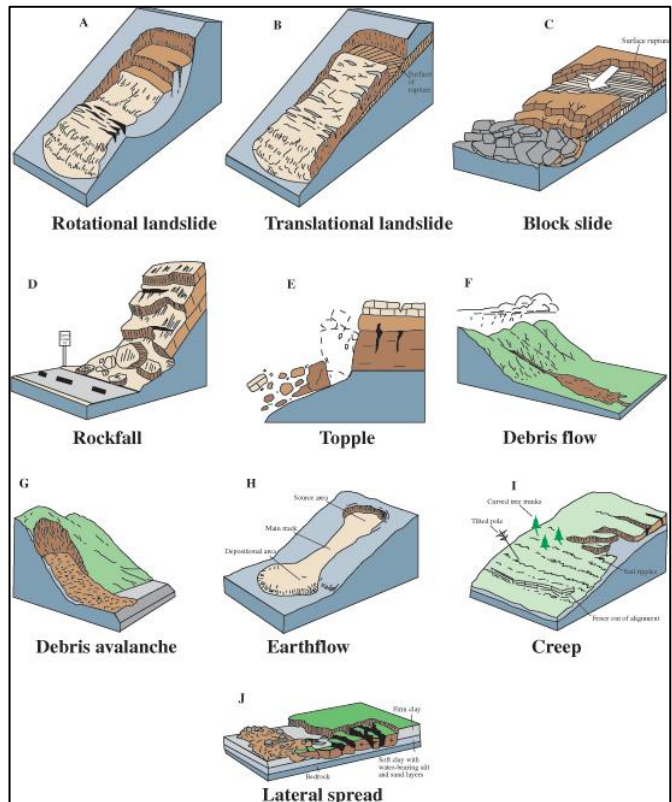 A
B
C
Surface rupture
Surface
of
rupture
Rotational landslide
Translational landslide
Block slide
D
E
F
Rockfall
Topple
Debris flow
G
H
I
Source area
Main track
Depositional area
Curved tree trunks
Tilted pole
Soil ripples
Fence out of alignment
Debris avalanche
Earthflow
Creep
J
Firm clay
Soft clay with
water-bearing silt
and sand layers
Bedrock
Lateral spread